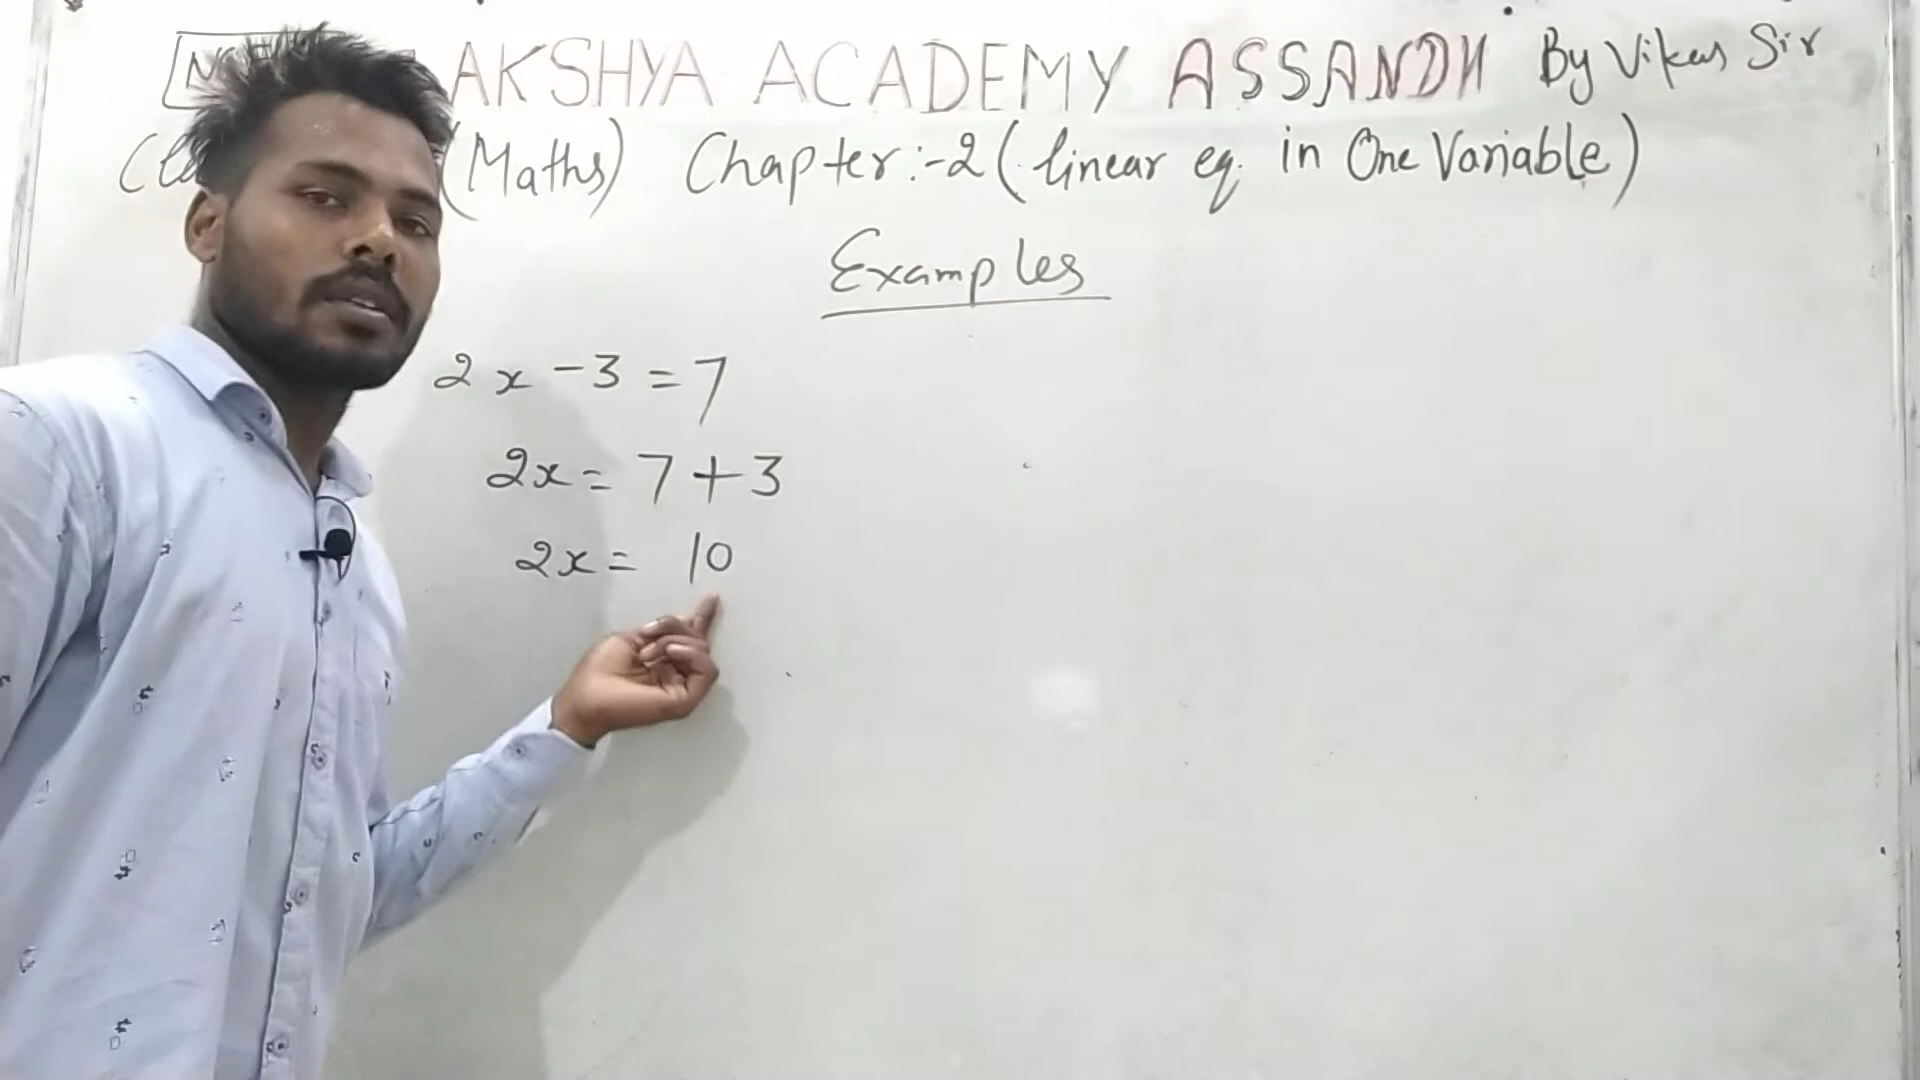 AKSHYA ACADEMY ASSANDH By Vikas Sir
(Maths) Chapter:-2 (linear eq. in One Variable)
Examples
2x - 3 = 7
2x = 7 + 3
2x = 10